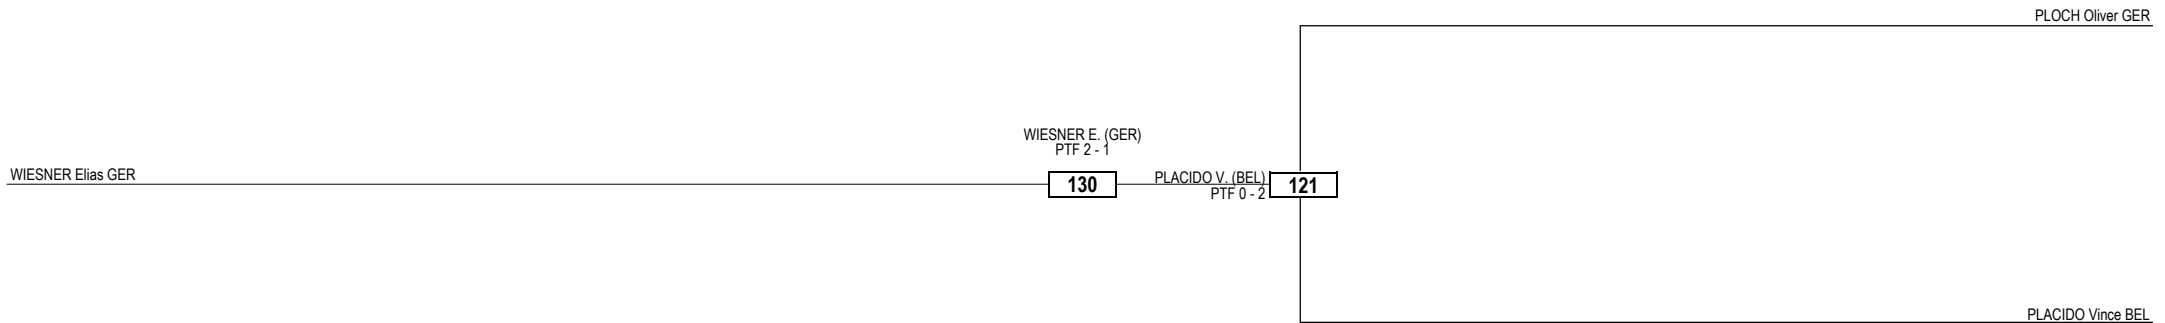 PLOCH Oliver GER
WIESNER E. (GER)
PTF 2 - 1
WIESNER Elias GER
130
PLACIDO V. (BEL)
PTF 0 - 2
121
PLACIDO Vince BEL